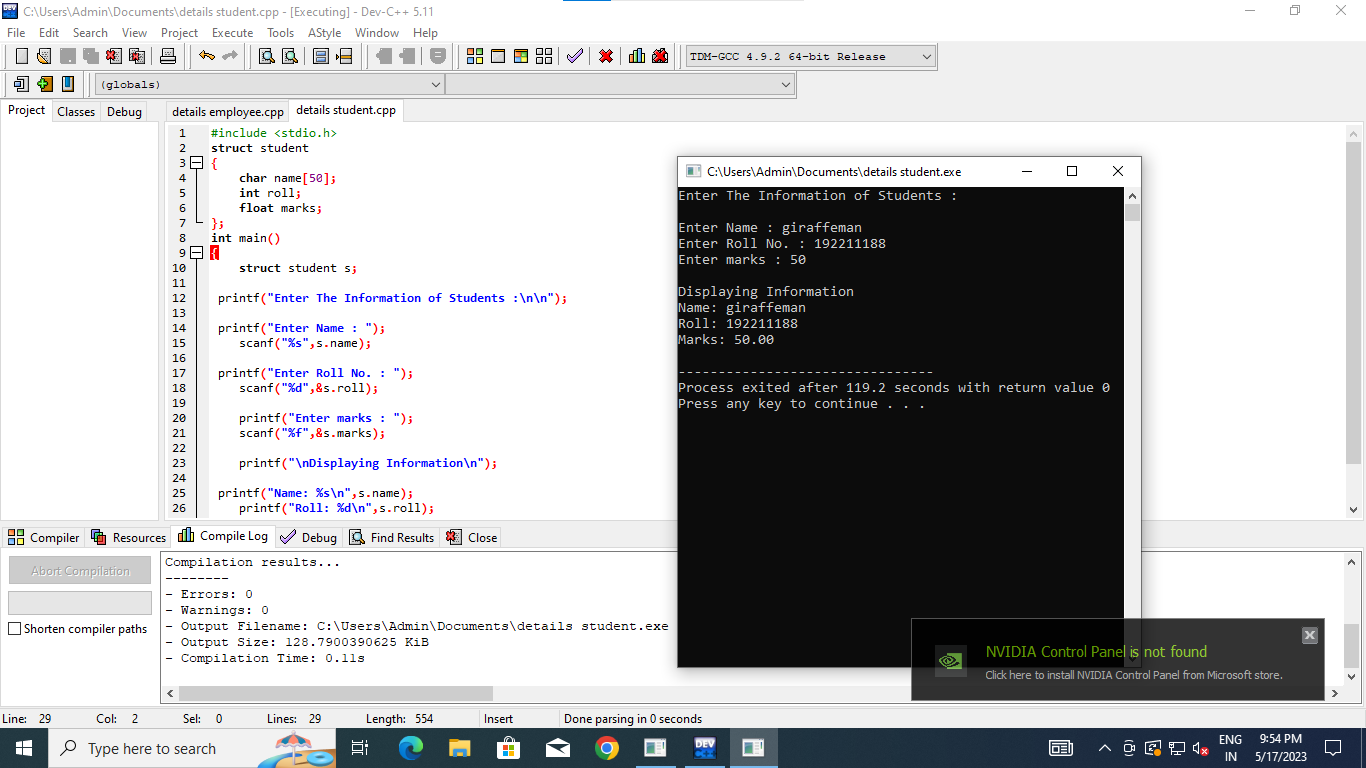 C:\Users\Admin\Documents\details student.cpp - [Executing] - Dev-C++ 5.11
File Edit Search View Project Execute Tools AStyle Window Help
TDM-GCC 4.9.2 64-bit Release
(globals)
Project Classes Debug details employee.cpp details student.cpp
1 #include <stdio.h>
2 struct student
3 {
4 char name[50];
5 int roll;
6 float marks;
7 };
8 int main()
9 {
10 struct student s;
11
12 printf("Enter The Information of Students :\n\n");
13
14 printf("Enter Name : ");
15 scanf("%s",s.name);
16
17 printf("Enter Roll No. : ");
18 scanf("%d",&s.roll);
19
20 printf("Enter marks : ");
21 scanf("%f",&s.marks);
22
23 printf("\nDisplaying Information\n");
24
25 printf("Name: %s\n",s.name);
26 printf("Roll: %d\n",s.roll);
C:\Users\Admin\Documents\details student.exe
Enter The Information of Students :
Enter Name : giraffeman
Enter Roll No. : 192211188
Enter marks : 50
Displaying Information
Name: giraffeman
Roll: 192211188
Marks: 50.00
--------------------------------
Process exited after 119.2 seconds with return value 0
Press any key to continue . . .
Compiler Resources Compile Log Debug Find Results Close
Abort Compilation
Shorten compiler paths
Compilation results...
--------
- Errors: 0
- Warnings: 0
- Output Filename: C:\Users\Admin\Documents\details student.exe
- Output Size: 128.7900390625 KiB
- Compilation Time: 0.11s
NVIDIA Control Panel is not found
Click here to install NVIDIA Control Panel from Microsoft store.
Line: 29 Col: 2 Sel: 0 Lines: 29 Length: 554 Insert Done parsing in 0 seconds
Type here to search
DEV
ENG
IN
9:54 PM
5/17/2023